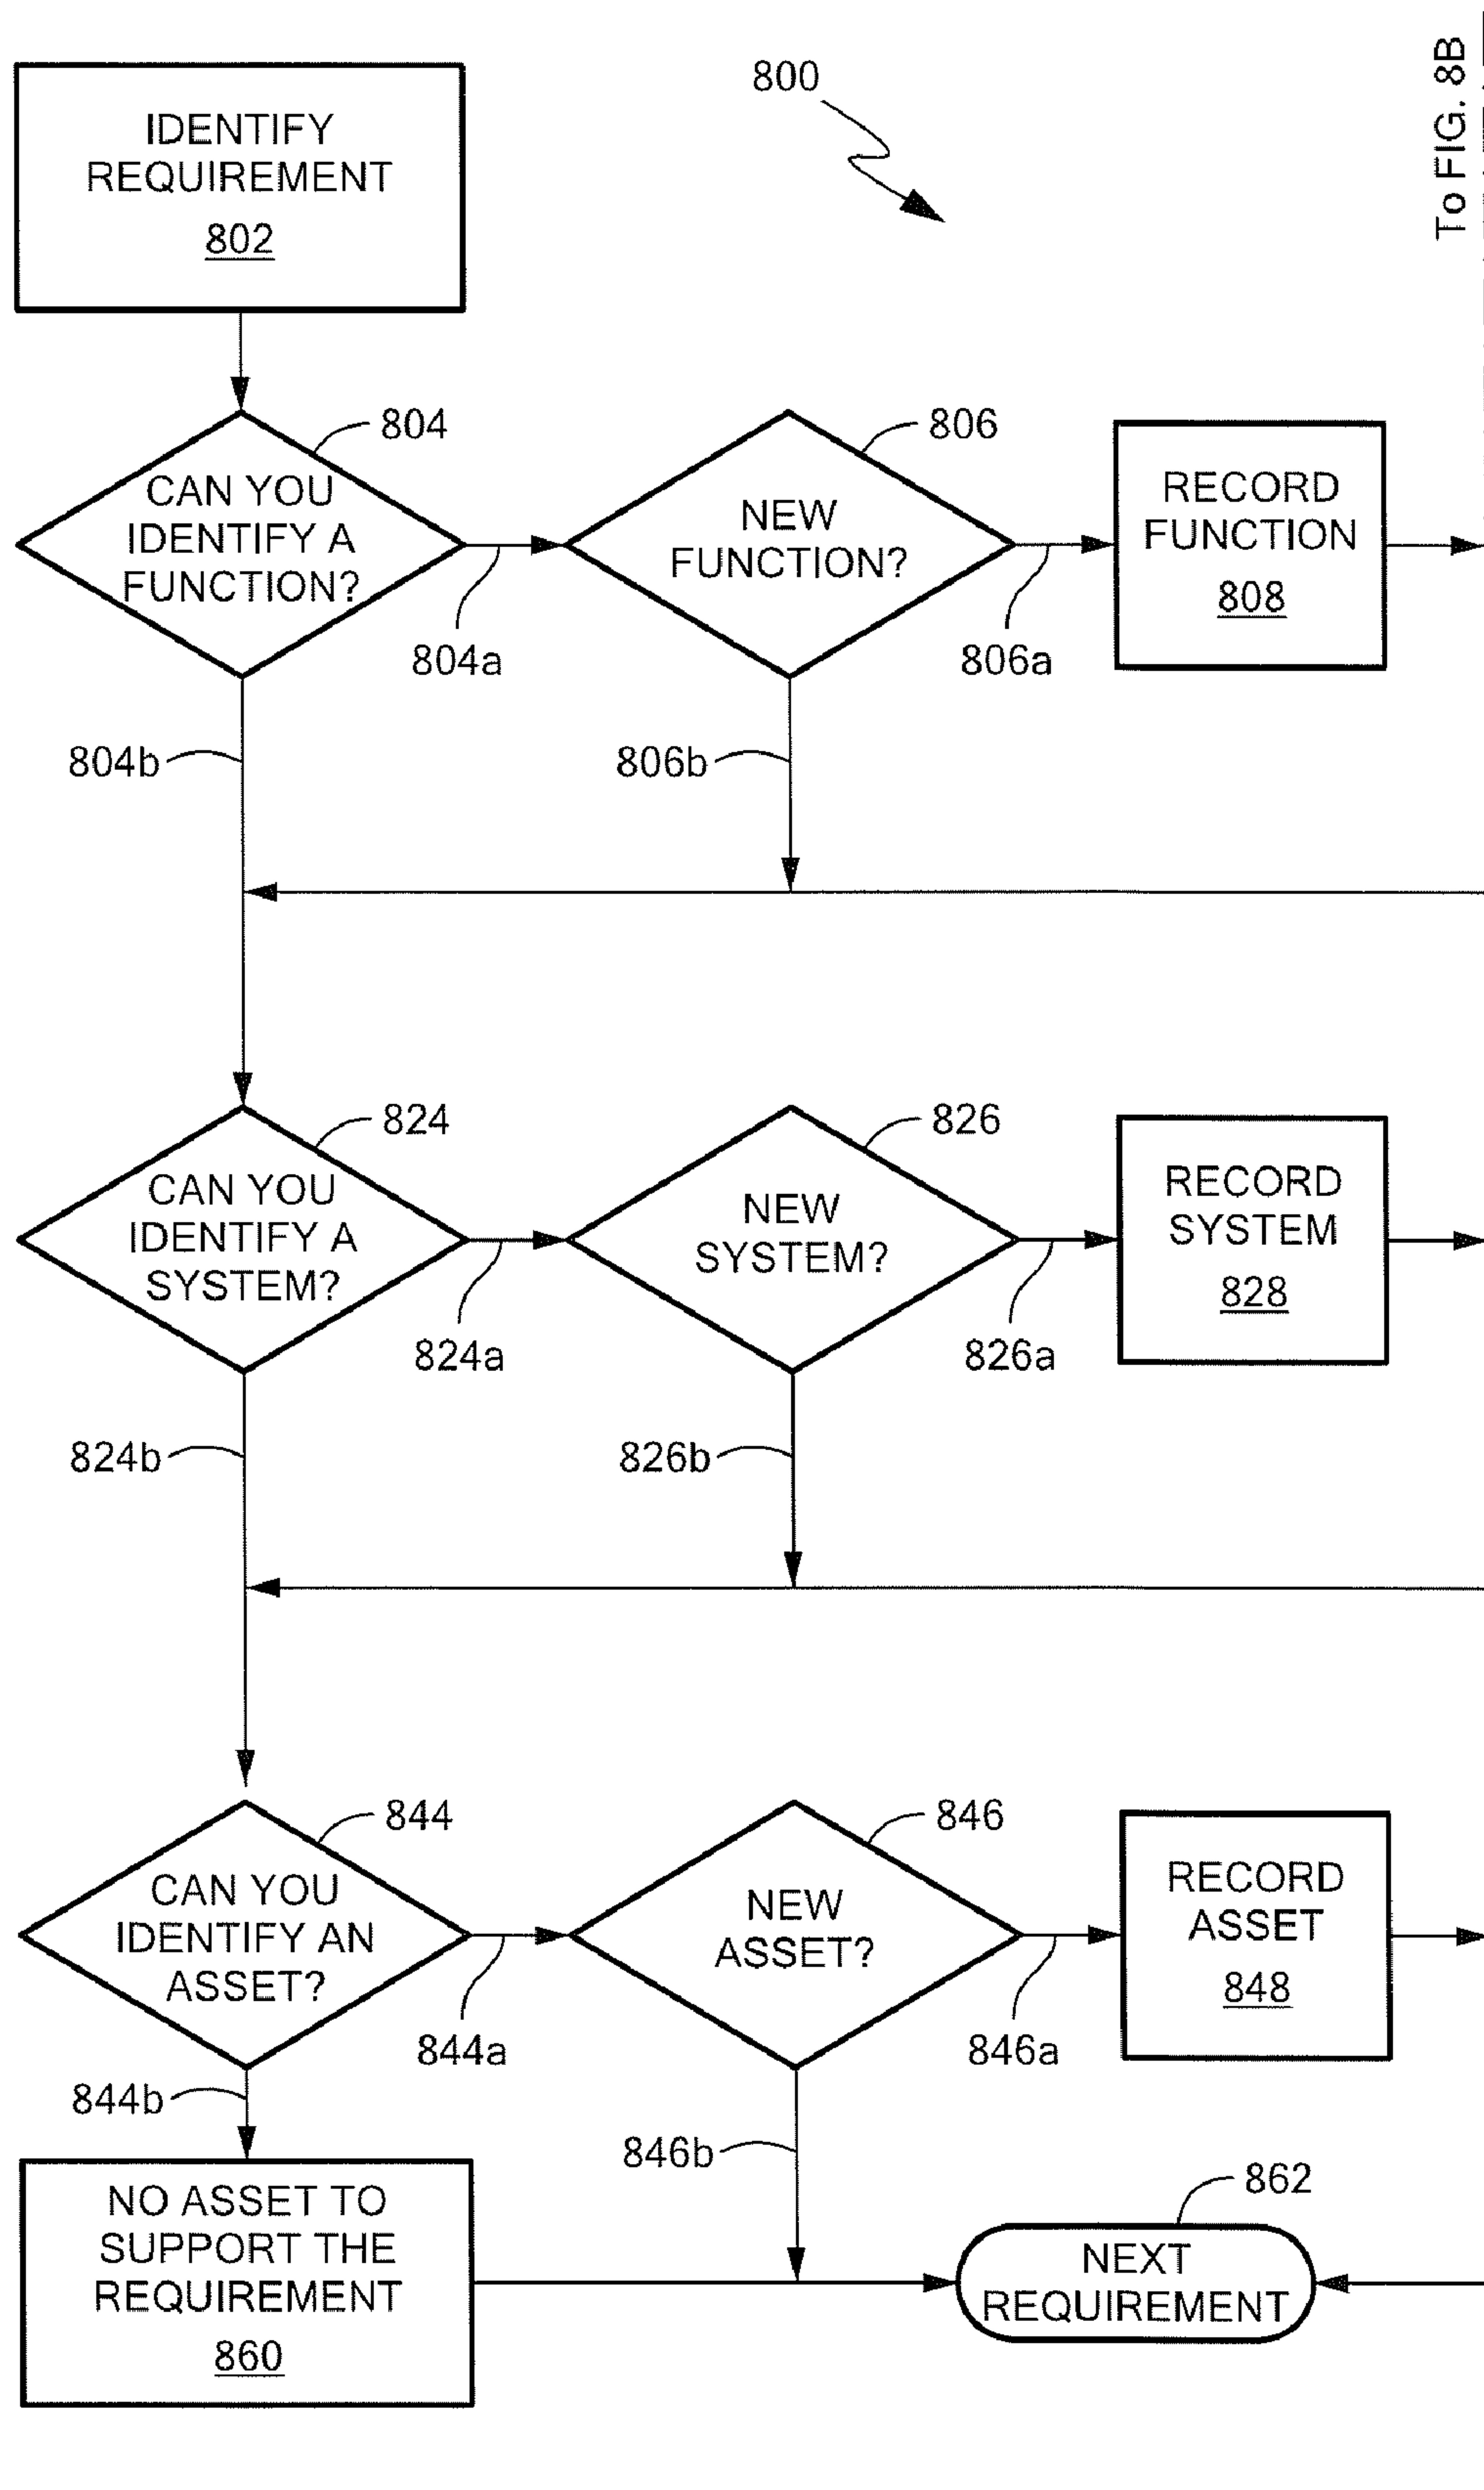 800
To FIG. 8B
IDENTIFY
REQUIREMENT
802
804
CAN YOU
IDENTIFY A
FUNCTION?
804a
804b
806
NEW
FUNCTION?
806a
806b
RECORD
FUNCTION
808
824
CAN YOU
IDENTIFY A
SYSTEM?
824a
824b
826
NEW
SYSTEM?
826a
826b
RECORD
SYSTEM
828
844
CAN YOU
IDENTIFY AN
ASSET?
844a
844b
846
NEW
ASSET?
846a
846b
RECORD
ASSET
848
NO ASSET TO
SUPPORT THE
REQUIREMENT
860
862
NEXT
REQUIREMENT